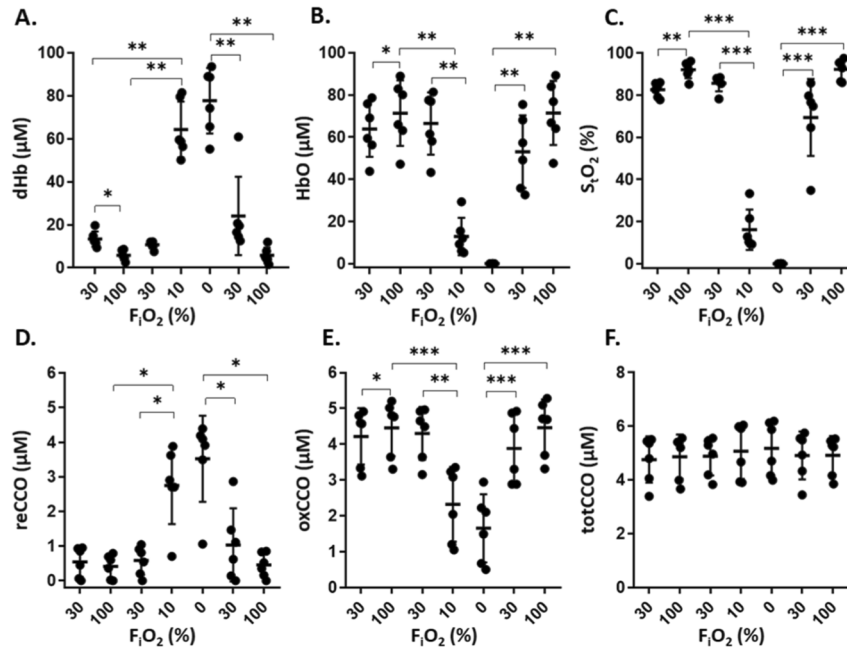 A.
**
**
**
**
*
dHb (μM)
100
80
60
40
20
0
30 100 30 10 0 30 100
FᵢO₂ (%)
B.
*
**
**
**
**
HbO (μM)
100
80
60
40
20
0
30 100 30 10 0 30 100
FᵢO₂ (%)
C.
**
***
***
***
***
SₜO₂ (%)
100
80
60
40
20
0
30 100 30 10 0 30 100
FᵢO₂ (%)
D.
*
*
*
*
reCCO (μM)
6
5
4
3
2
1
0
30 100 30 10 0 30 100
FᵢO₂ (%)
E.
*
***
**
***
***
oxCCO (μM)
6
5
4
3
2
1
0
30 100 30 10 0 30 100
FᵢO₂ (%)
F.
totCCO (μM)
8
6
4
2
0
30 100 30 10 0 30 100
FᵢO₂ (%)